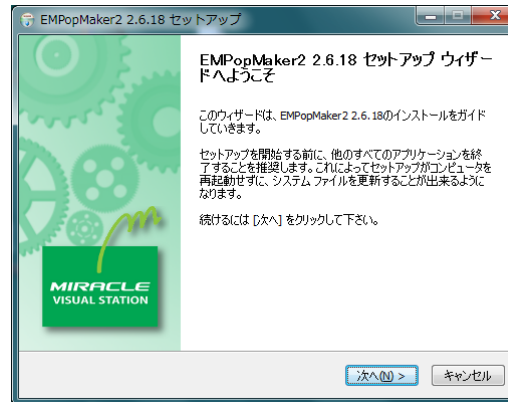 EMPopMaker2 2.6.18 セットアップ
EMPopMaker2 2.6.18 セットアップ ウィザー
ドへようこそ
このウィザードは、EMPopMaker2 2.6.18のインストールをガイド
していきます。
セットアップを開始する前に、他のすべてのアプリケーションを終
了することを推奨します。これによってセットアップがコンピュータを
再起動せずに、システム ファイルを更新することが出来るように
なります。
続けるには [次へ] をクリックして下さい。
m
MIRACLE
VISUAL STATION
次へ(N) >
キャンセル